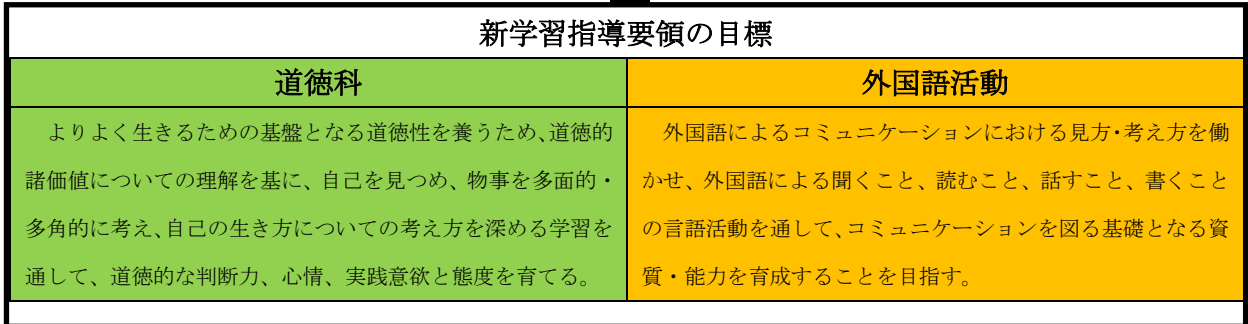 新学習指導要領の目標
道徳科
よりよく生きるための基盤となる道徳性を養うため、道徳的
諸価値についての理解を基に、自己を見つめ、物事を多面的・
多角的に考え、自己の生き方についての考え方を深める学習を
通して、道徳的な判断力、心情、実践意欲と態度を育てる。
外国語活動
外国語によるコミュニケーションにおける見方・考え方を働
かせ、外国語による聞くこと、読むこと、話すこと、書くこと
の言語活動を通して、コミュニケーションを図る基礎となる資
質・能力を育成することを目指す。